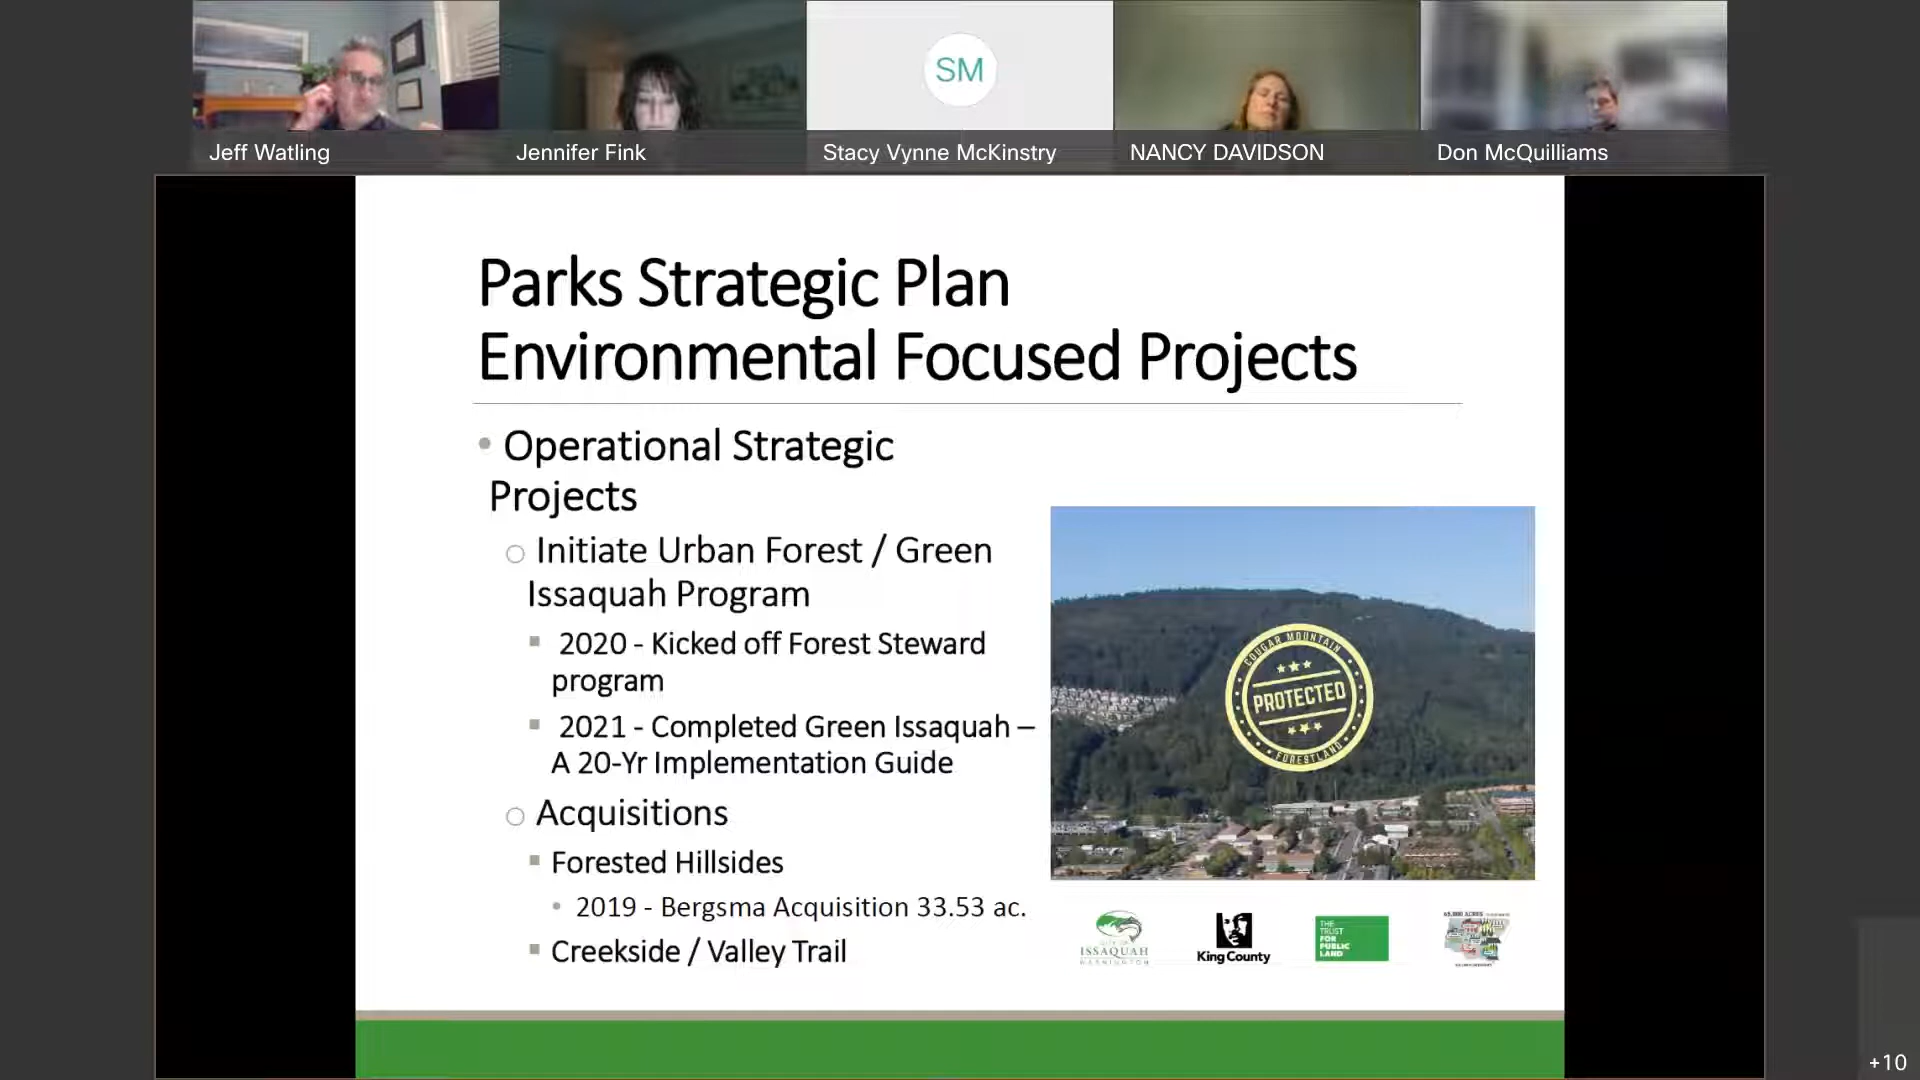 SM
Jeff Watling
Jennifer Fink
Stacy Vynne McKinstry
NANCY DAVIDSON
Don McQuilliams
Parks Strategic Plan
Environmental Focused Projects
• Operational Strategic
Projects
○ Initiate Urban Forest / Green
Issaquah Program
▪ 2020 - Kicked off Forest Steward
program
▪ 2021 - Completed Green Issaquah –
A 20-Yr Implementation Guide
○ Acquisitions
▪ Forested Hillsides
• 2019 - Bergsma Acquisition 33.53 ac.
▪ Creekside / Valley Trail
COUGAR MOUNTAIN
PROTECTED
FORESTLAND
CITY OF
ISSAQUAH
WASHINGTON
King County
THE
TRUST
FOR
PUBLIC
LAND
+10